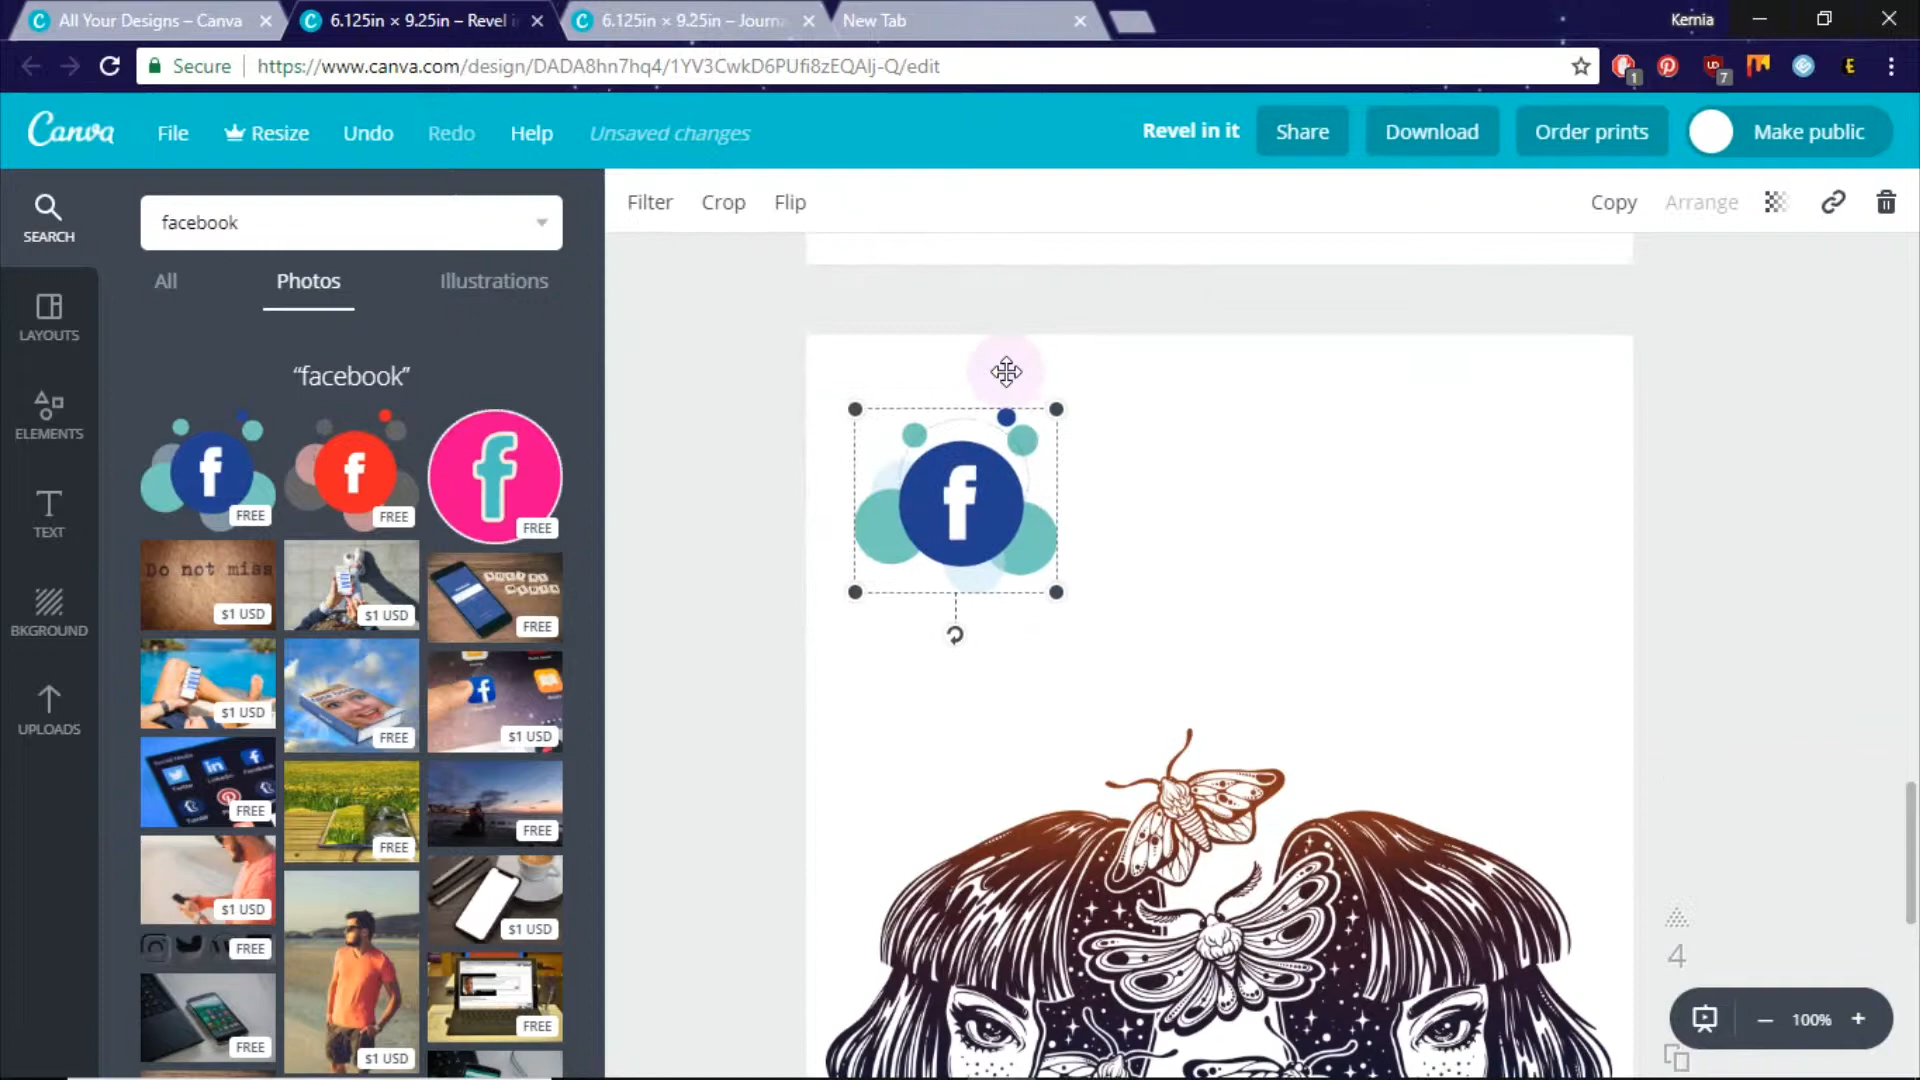 All Your Designs – Canva
6.125in × 9.25in – Revel i
6.125in × 9.25in – Journa
New Tab
Kernia
Secure
https://www.canva.com/design/DADA8hn7hq4/1YV3CwkD6PUfi8zEQAlj-Q/edit
1
7
Canva
File
Resize
Undo
Redo
Help
Unsaved changes
Revel in it
Share
Download
Order prints
Make public
SEARCH
facebook
Filter
Crop
Flip
Copy
Arrange
All
Photos
Illustrations
LAYOUTS
ELEMENTS
TEXT
BKGROUND
UPLOADS
“facebook”
f
FREE
f
FREE
f
FREE
Do not miss
$1 USD
$1 USD
FREE
$1 USD
FREE
f
$1 USD
FREE
FREE
FREE
$1 USD
$1 USD
FREE
FREE
FREE
$1 USD
f
4
100%